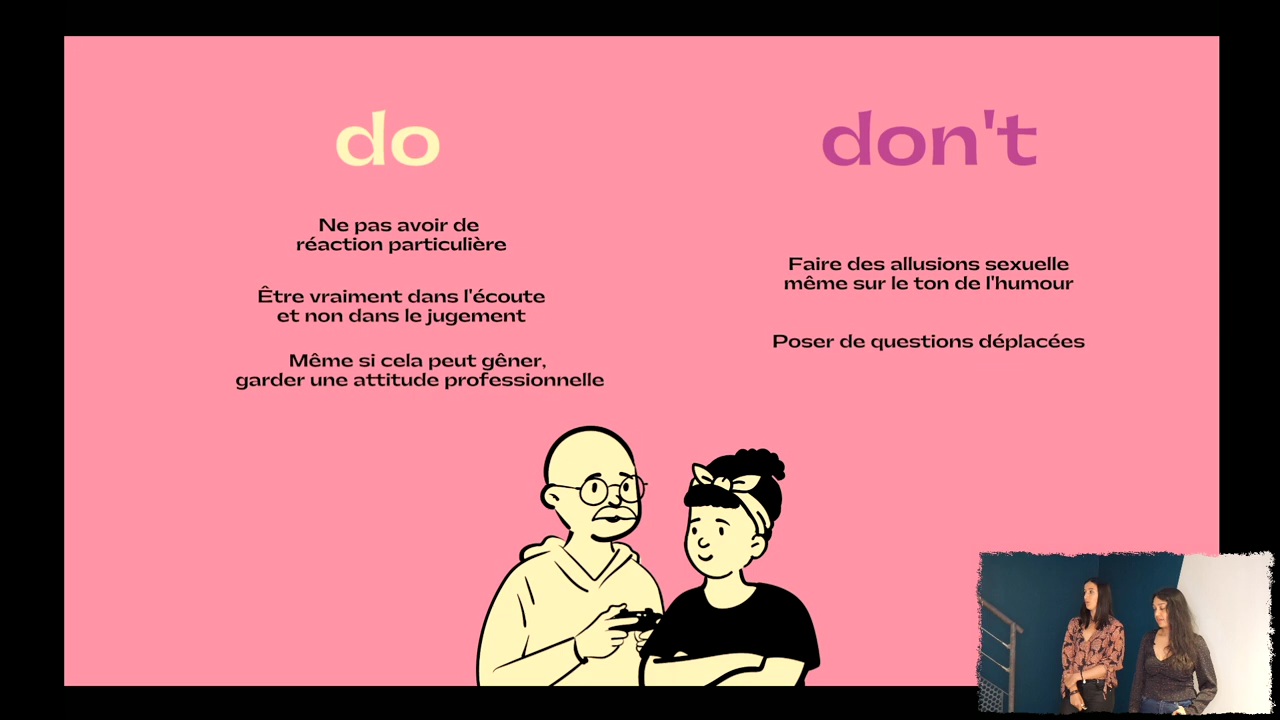 do
Ne pas avoir de
réaction particulière
Être vraiment dans l'écoute
et non dans le jugement
Même si cela peut gêner,
garder une attitude professionnelle
don't
Faire des allusions sexuelle
même sur le ton de l'humour
Poser de questions déplacées